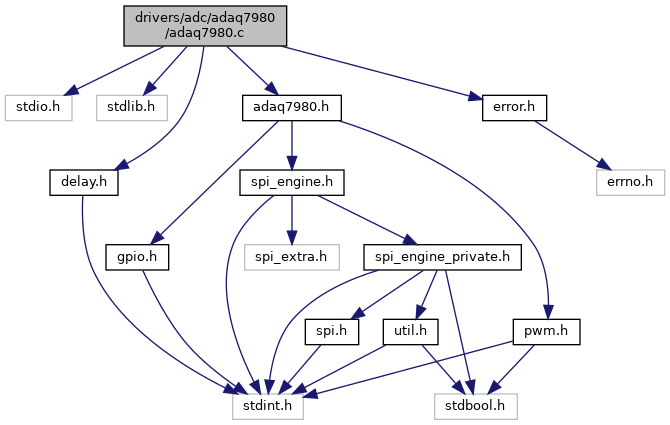 drivers/adc/adaq7980
/adaq7980.c
stdio.h
stdlib.h
adaq7980.h
error.h
delay.h
spi_engine.h
errno.h
gpio.h
spi_extra.h
spi_engine_private.h
spi.h
util.h
pwm.h
stdint.h
stdbool.h